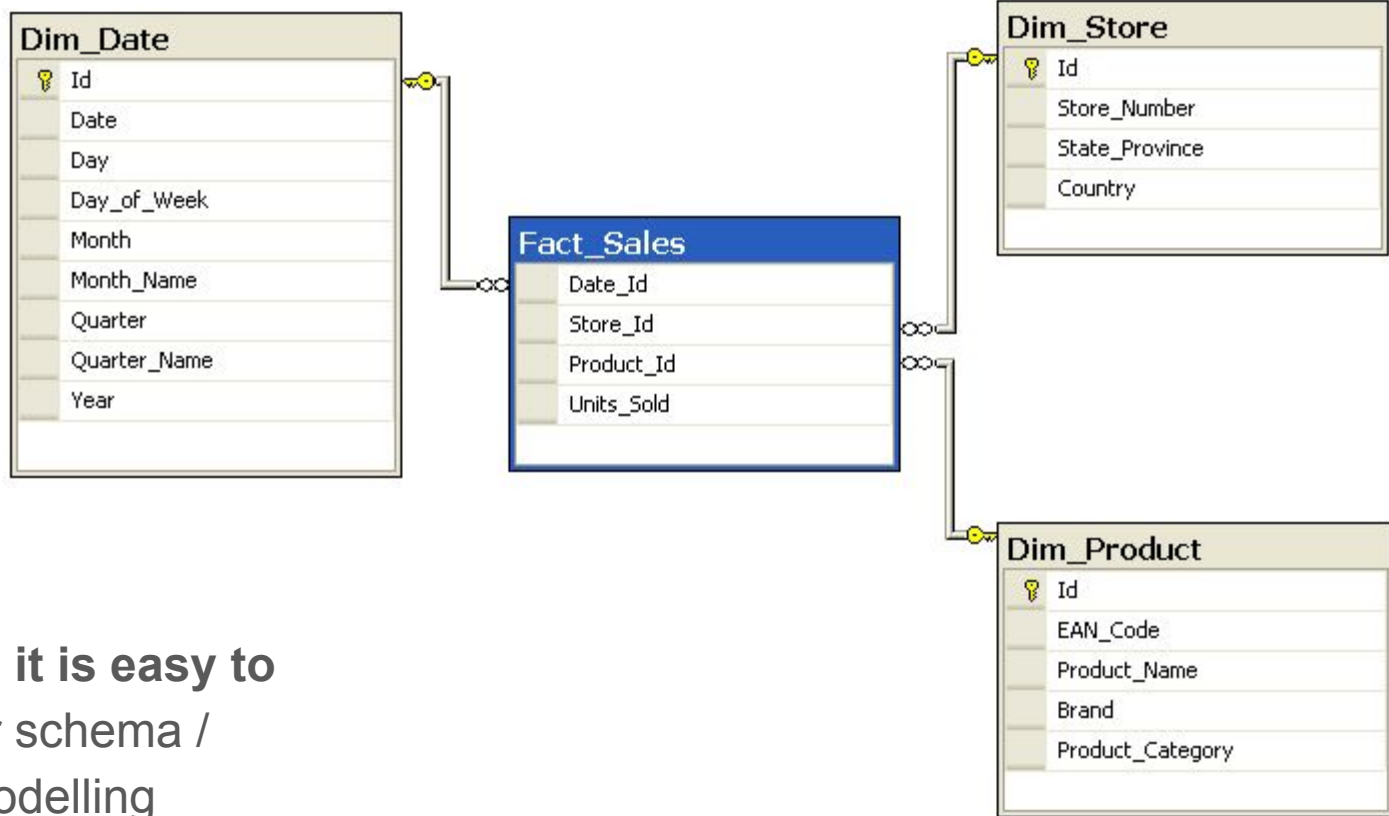 Dim_Date
Id
Date
Day
Day_of_Week
Month
Month_Name
Quarter
Quarter_Name
Year
Fact_Sales
Date_Id
Store_Id
Product_Id
Units_Sold
Dim_Store
Id
Store_Number
State_Province
Country
Dim_Product
Id
EAN_Code
Product_Name
Brand
Product_Category
it is easy to
schema /